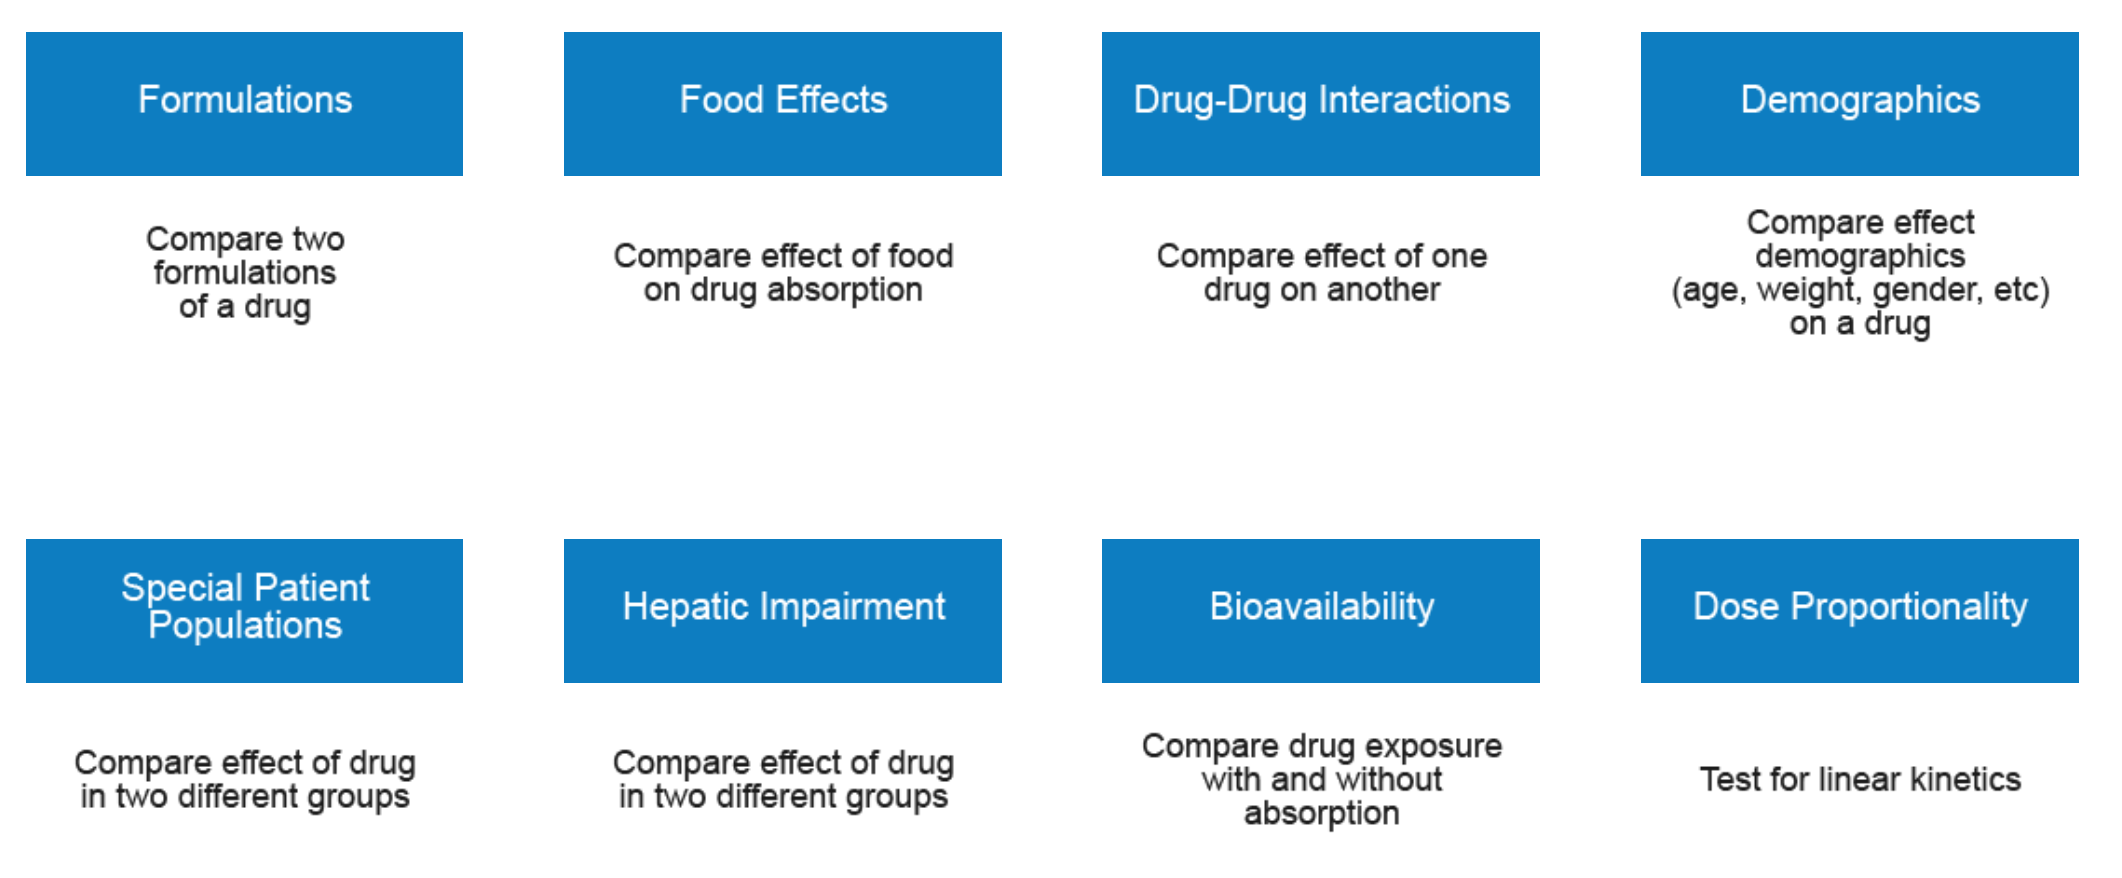 Formulations
Compare two
formulations
of a drug
Food Effects
Compare effect of food
on drug absorption
Drug-Drug Interactions
Compare effect of one
drug on another
Demographics
Compare effect
demographics
(age, weight, gender, etc)
on a drug
Special Patient
Populations
Compare effect of drug
in two different groups
Hepatic Impairment
Compare effect of drug
in two different groups
Bioavailability
Compare drug exposure
with and without
absorption
Dose Proportionality
Test for linear kinetics